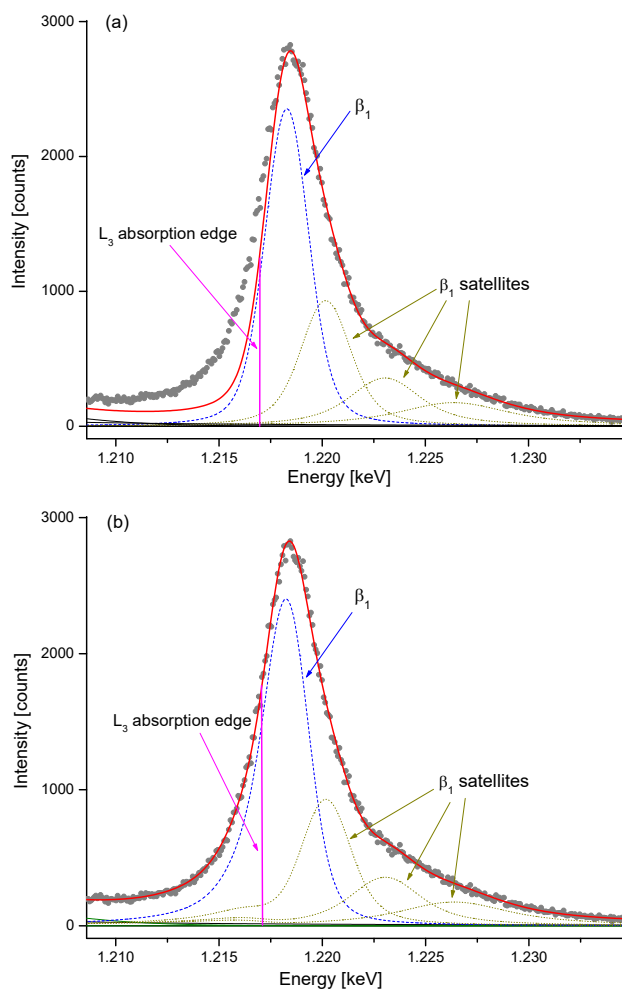 (a)
3000
2000
1000
0
Intensity [counts]
β1
L3 absorption edge
β1 satellites
1.210 1.215 1.220 1.225 1.230
Energy [keV]
(b)
3000
2000
1000
0
Intensity [counts]
β1
L3 absorption edge
β1 satellites
1.210 1.215 1.220 1.225 1.230
Energy [keV]